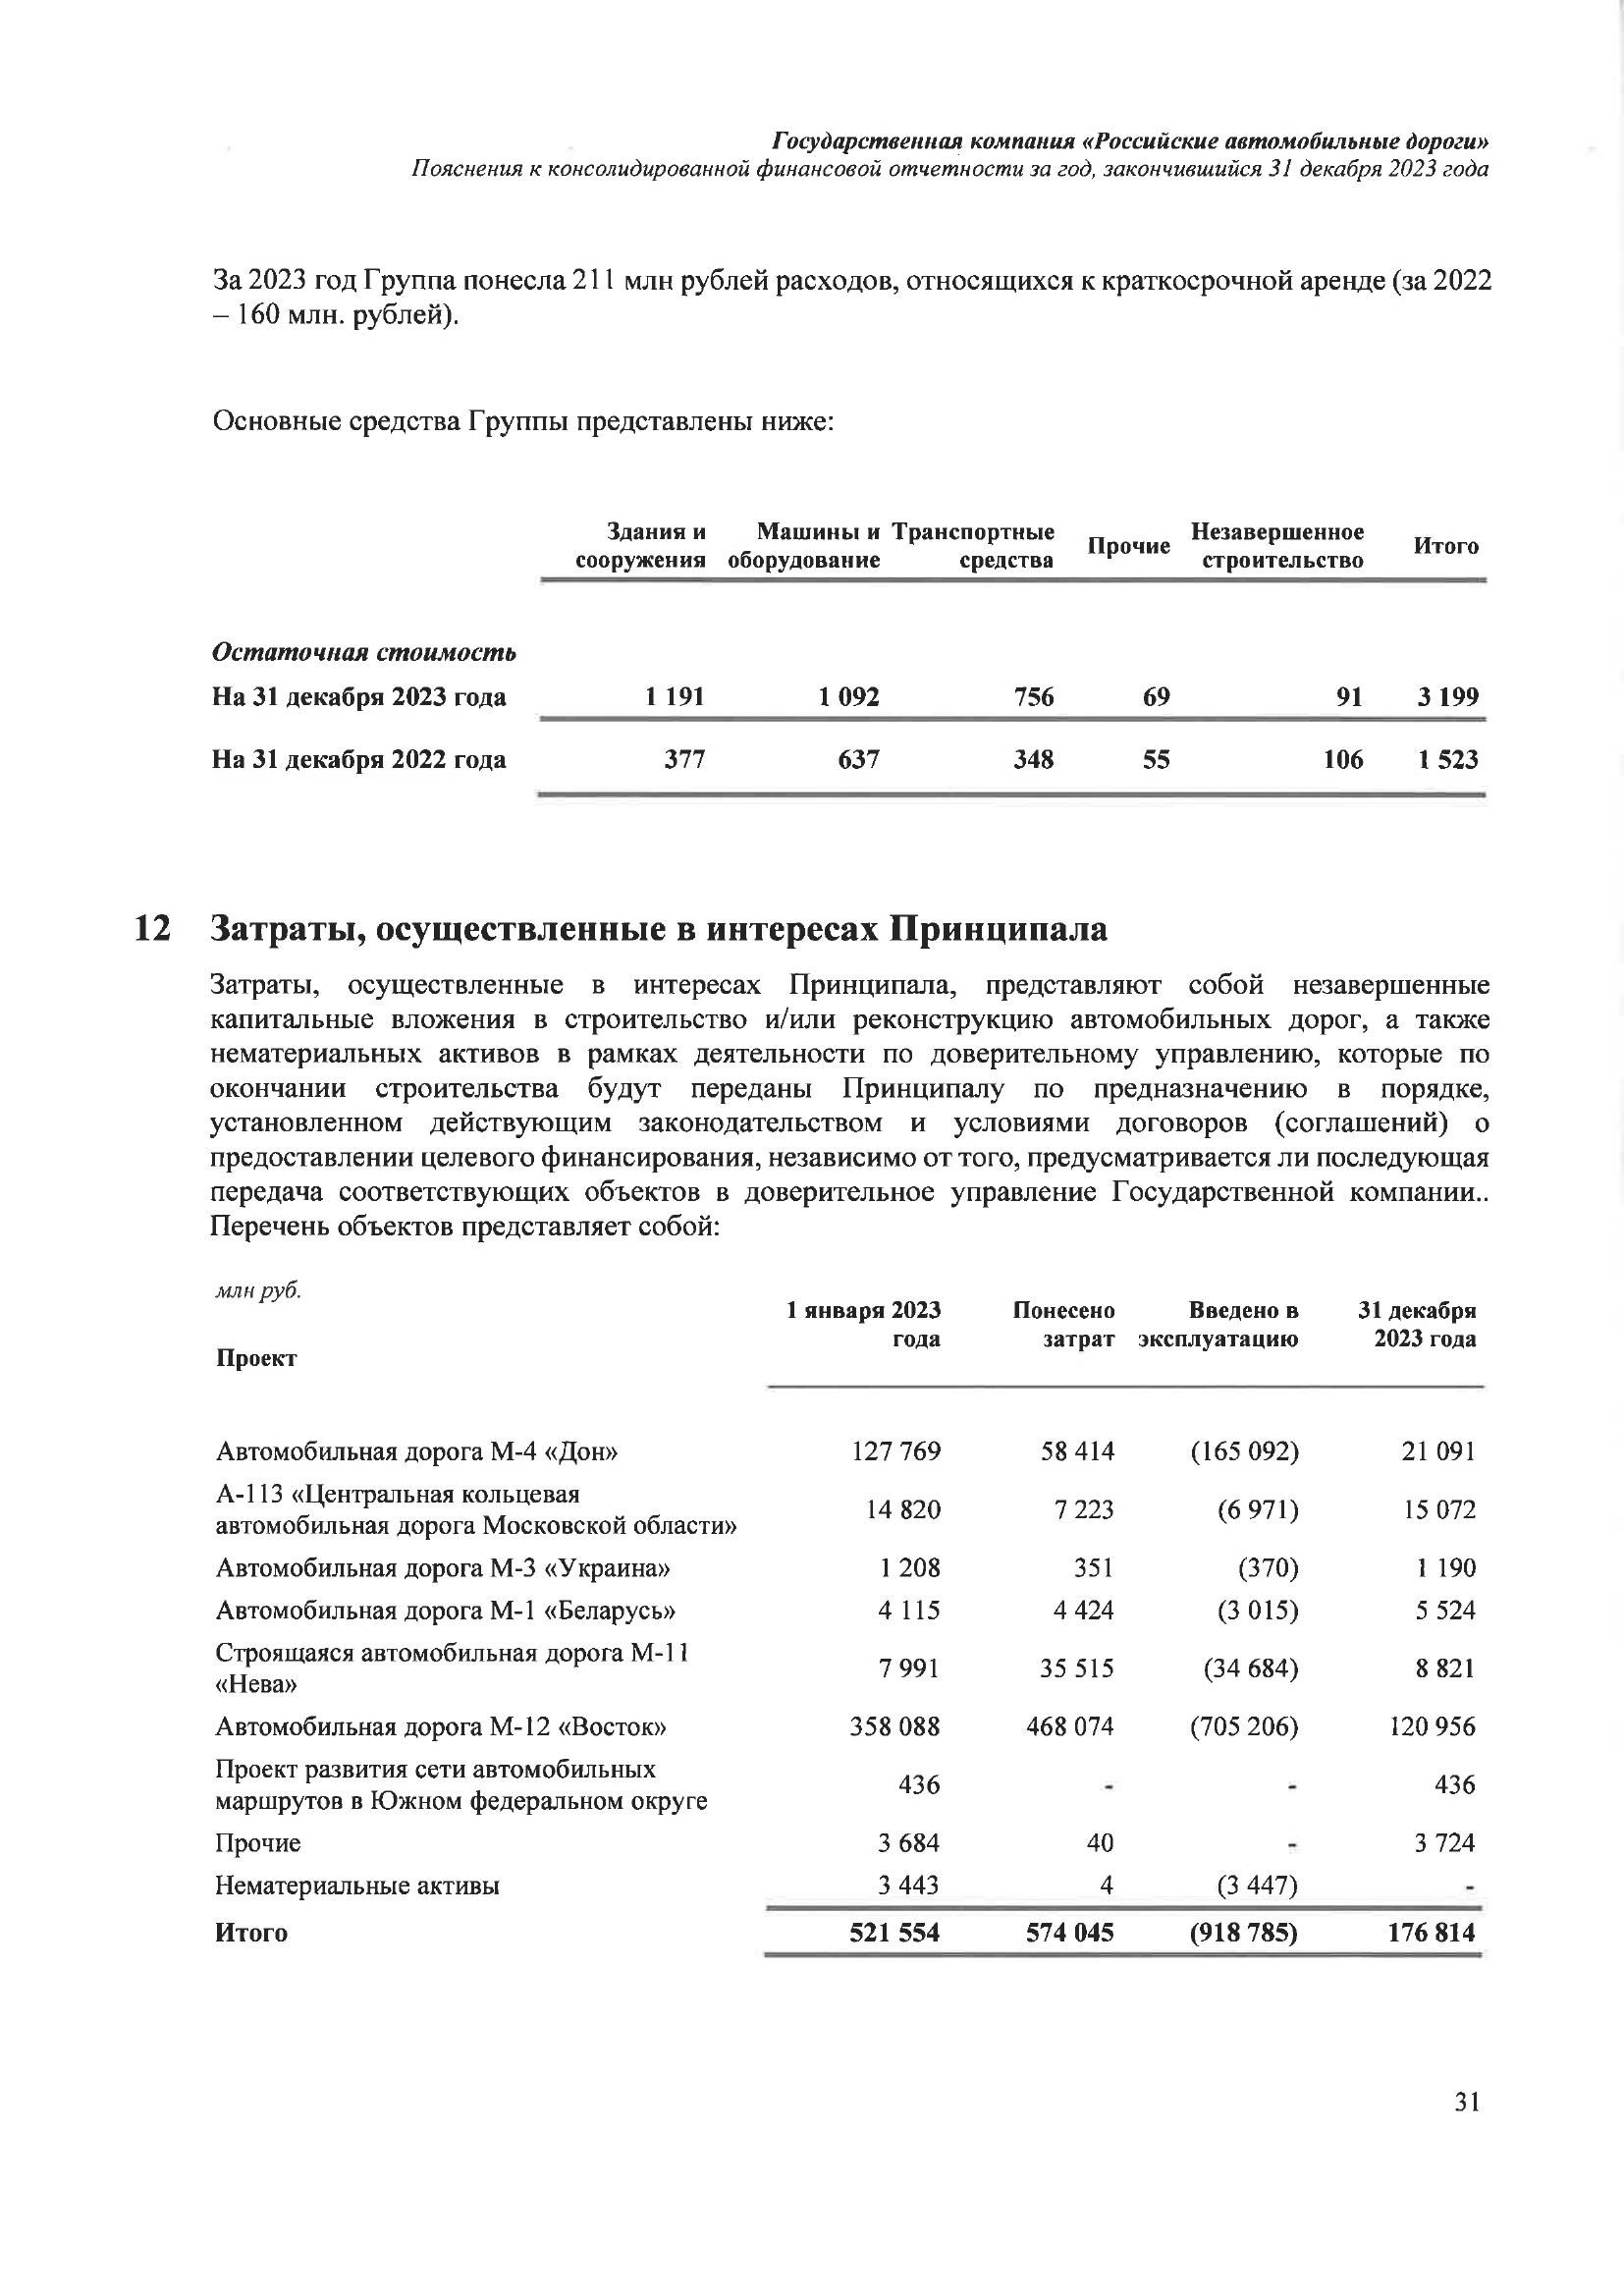 Государственная компания «Российские автомобильные дороги»
Пояснения к консолидированной финансовой отчетности за год, закончившийся 31 декабря 2023 года
За 2023 год Группа понесла 211 млн рублей расходов, относящихся к краткосрочной аренде (за 2022
– 160 млн. рублей).
Основные средства Группы представлены ниже:
Здания и сооружения Машины и оборудование Транспортные средства Прочие Незавершенное строительство Итого
Остаточная стоимость
На 31 декабря 2023 года 1 191 1 092 756 69 91 3 199
На 31 декабря 2022 года 377 637 348 55 106 1 523
12 Затраты, осуществленные в интересах Принципала
Затраты, осуществленные в интересах Принципала, представляют собой незавершенные
капитальные вложения в строительство и/или реконструкцию автомобильных дорог, а также
нематериальных активов в рамках деятельности по доверительному управлению, которые по
окончании строительства будут переданы Принципалу по предназначению в порядке,
установленном действующим законодательством и условиями договоров (соглашений) о
предоставлении целевого финансирования, независимо от того, предусматривается ли последующая
передача соответствующих объектов в доверительное управление Государственной компании..
Перечень объектов представляет собой:
млн руб.
Проект 1 января 2023 года Понесено затрат Введено в эксплуатацию 31 декабря 2023 года
Автомобильная дорога М-4 «Дон» 127 769 58 414 (165 092) 21 091
А-113 «Центральная кольцевая
автомобильная дорога Московской области» 14 820 7 223 (6 971) 15 072
Автомобильная дорога М-3 «Украина» 1 208 351 (370) 1 190
Автомобильная дорога М-1 «Беларусь» 4 115 4 424 (3 015) 5 524
Строящаяся автомобильная дорога М-11
«Нева» 7 991 35 515 (34 684) 8 821
Автомобильная дорога М-12 «Восток» 358 088 468 074 (705 206) 120 956
Проект развития сети автомобильных
маршрутов в Южном федеральном округе 436 - - 436
Прочие 3 684 40 - 3 724
Нематериальные активы 3 443 4 (3 447) -
Итого 521 554 574 045 (918 785) 176 814
31